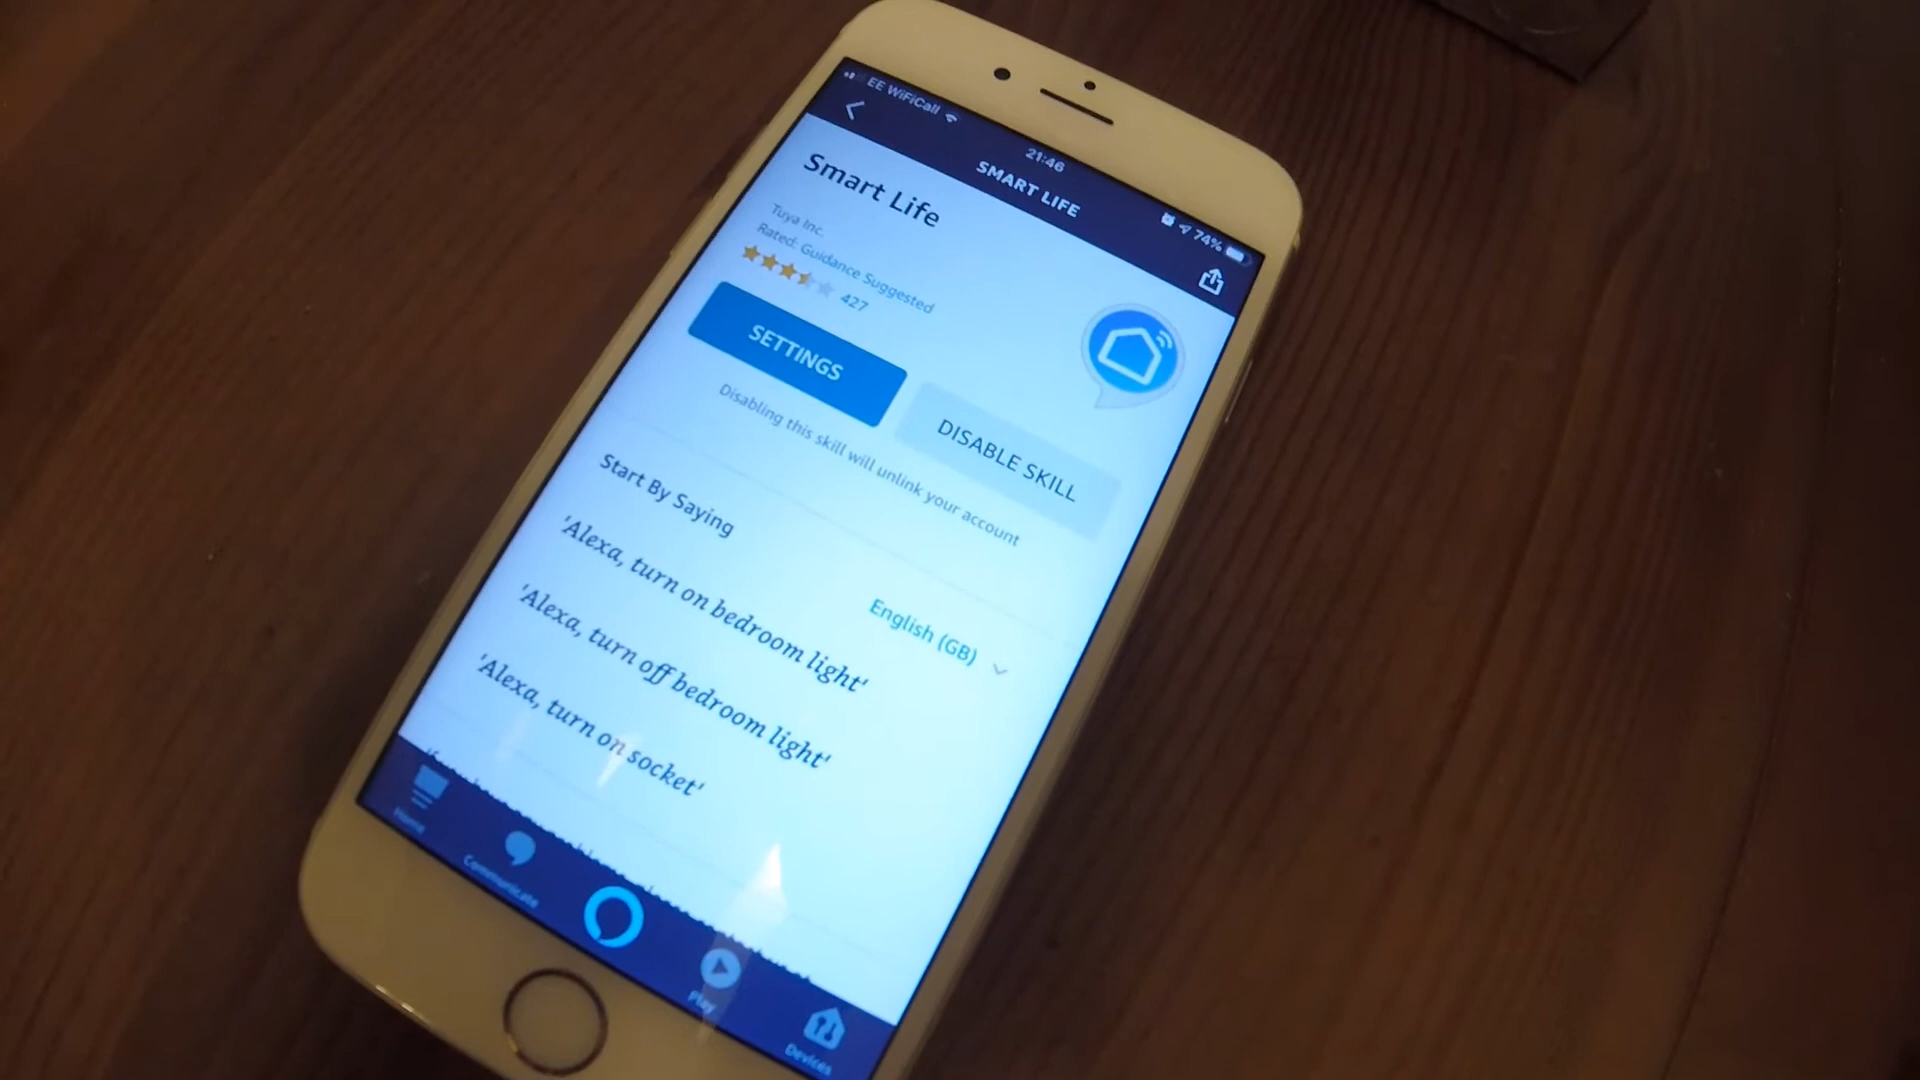 EE WiFiCall
21:46
74%
SMART LIFE
Smart Life
Tuya Inc.
Rated: Guidance Suggested
427
SETTINGS
DISABLE SKILL
Disabling this skill will unlink your account
Start By Saying
English (GB)
'Alexa, turn on bedroom light'
'Alexa, turn off bedroom light'
'Alexa, turn on socket'
Home
Communicate
Play
Devices